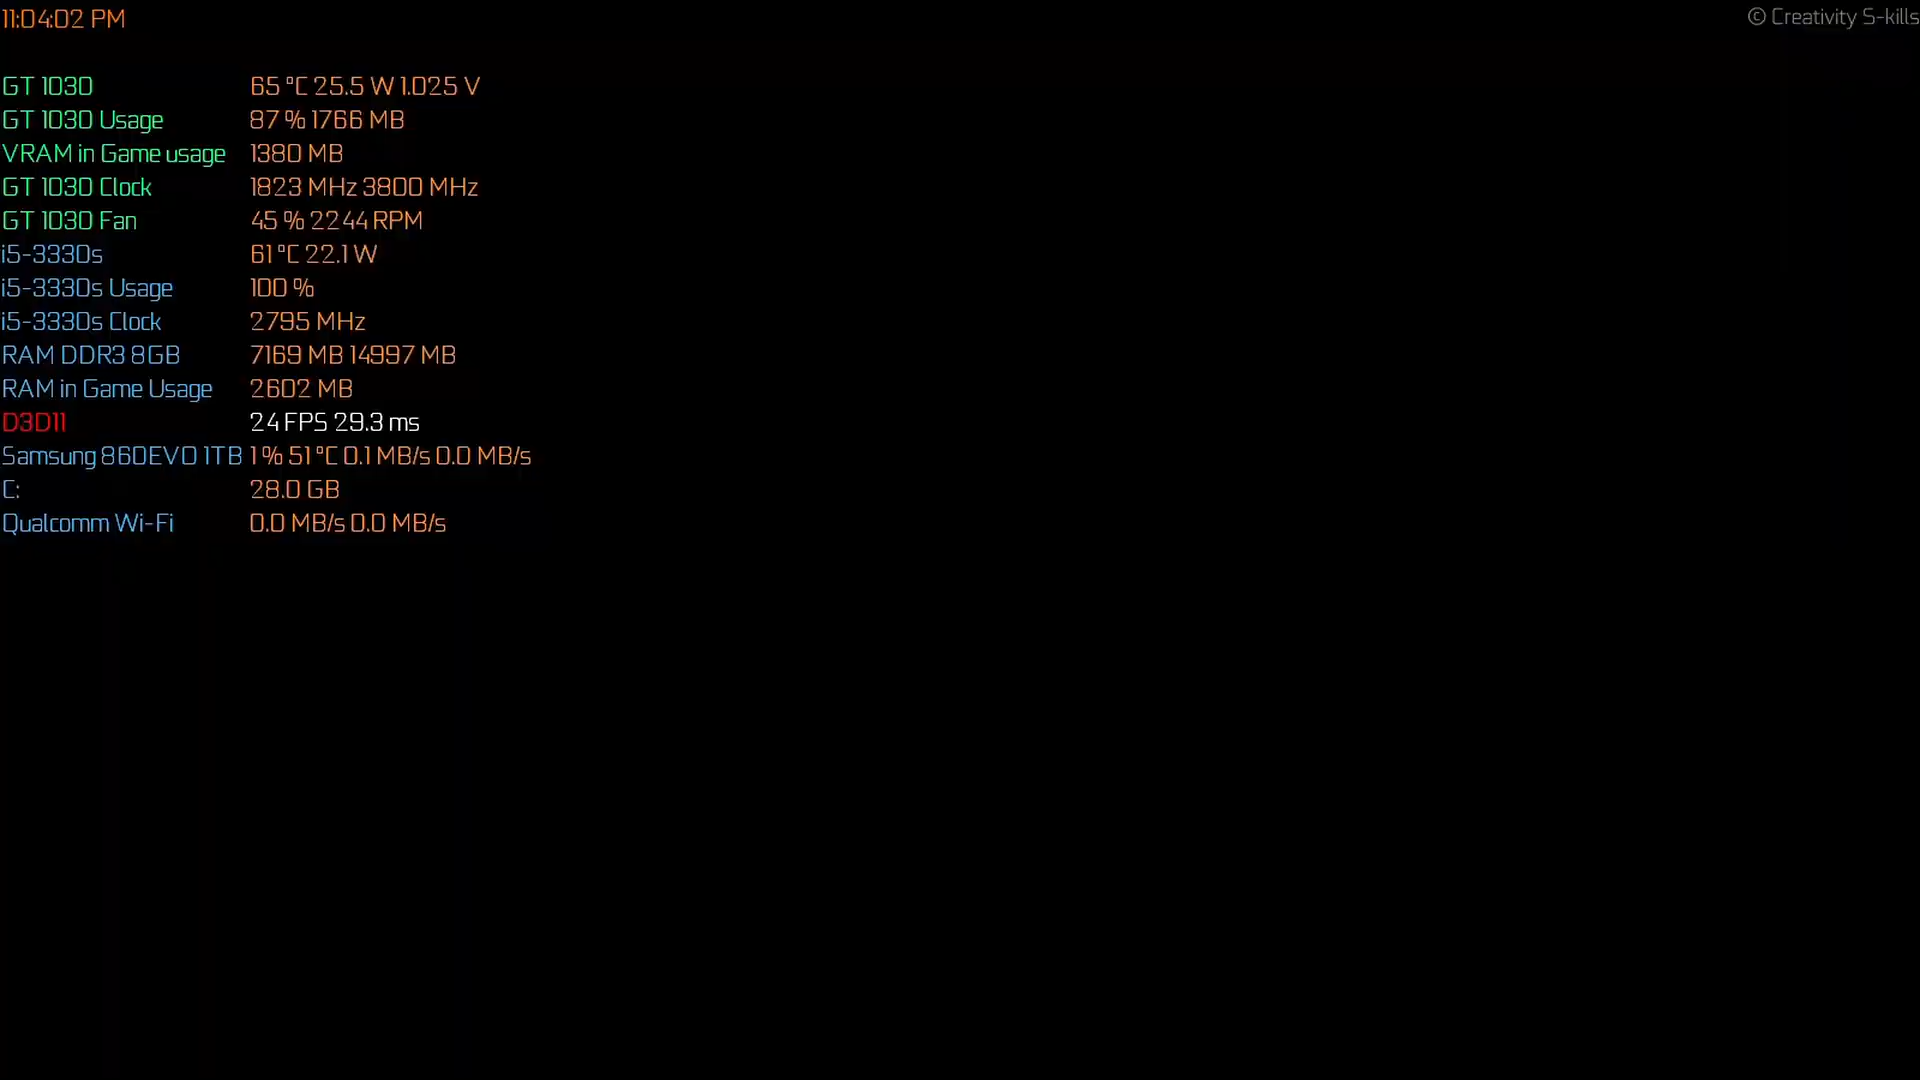 11:04:02 PM
© Creativity S-kills
GT 1030 65 °C 25.5 W 1.025 V
GT 1030 Usage 87 % 1766 MB
VRAM in Game usage 1380 MB
GT 1030 Clock 1823 MHz 3800 MHz
GT 1030 Fan 45 % 2244 RPM
i5-3330s 61 °C 22.1 W
i5-3330s Usage 100 %
i5-3330s Clock 2795 MHz
RAM DDR3 8GB 7169 MB 14997 MB
RAM in Game Usage 2602 MB
D3D11 24 FPS 29.3 ms
Samsung 860EVO 1TB 1 % 51 °C 0.1 MB/s 0.0 MB/s
C: 28.0 GB
Qualcomm Wi-Fi 0.0 MB/s 0.0 MB/s